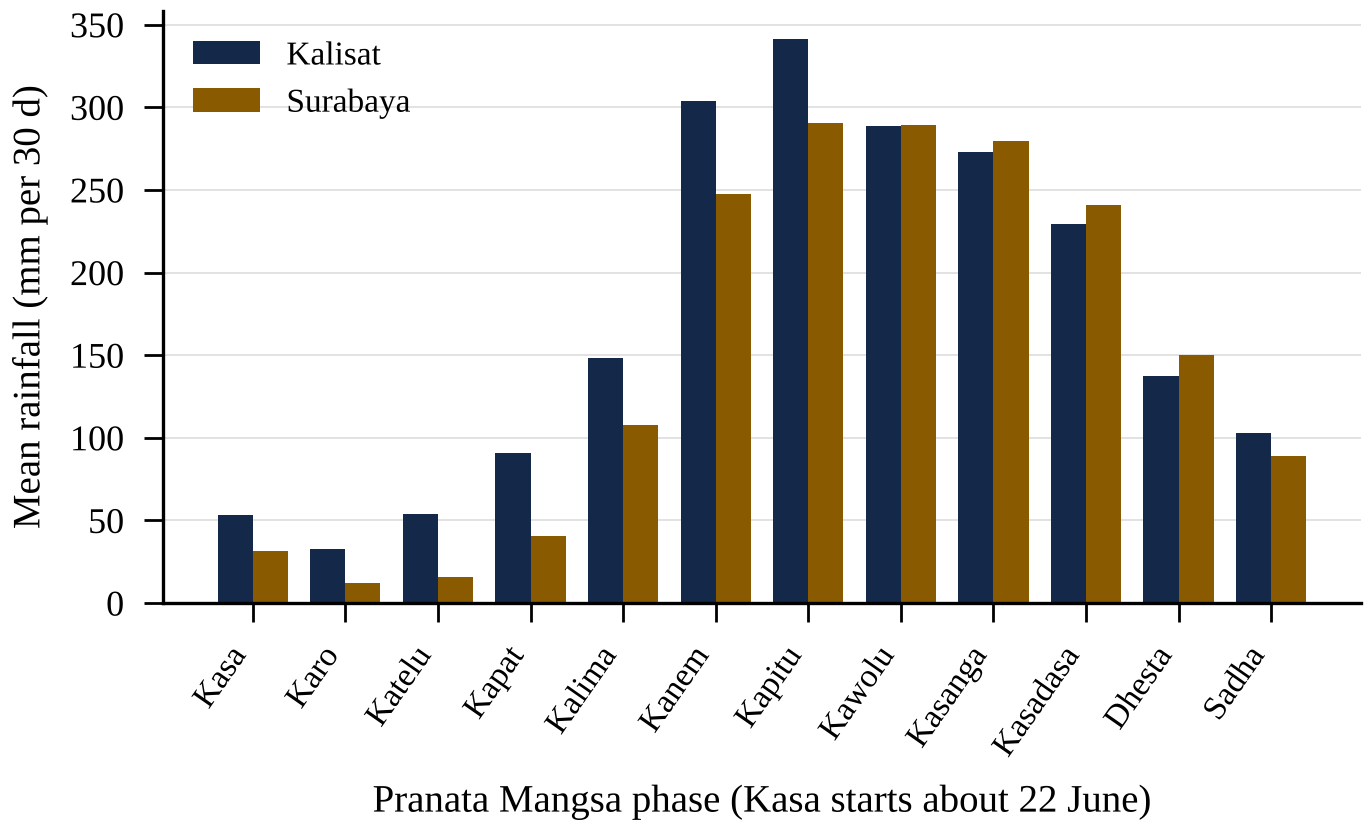 350
300
250
200
150
100
50
0
Mean rainfall (mm per 30 d)
Kalisat
Surabaya
Kasa
Karo
Katelu
Kapat
Kalima
Kanem
Kapitu
Kawolu
Kasanga
Kasadasa
Dhesta
Sadha
Pranata Mangsa phase (Kasa starts about 22 June)